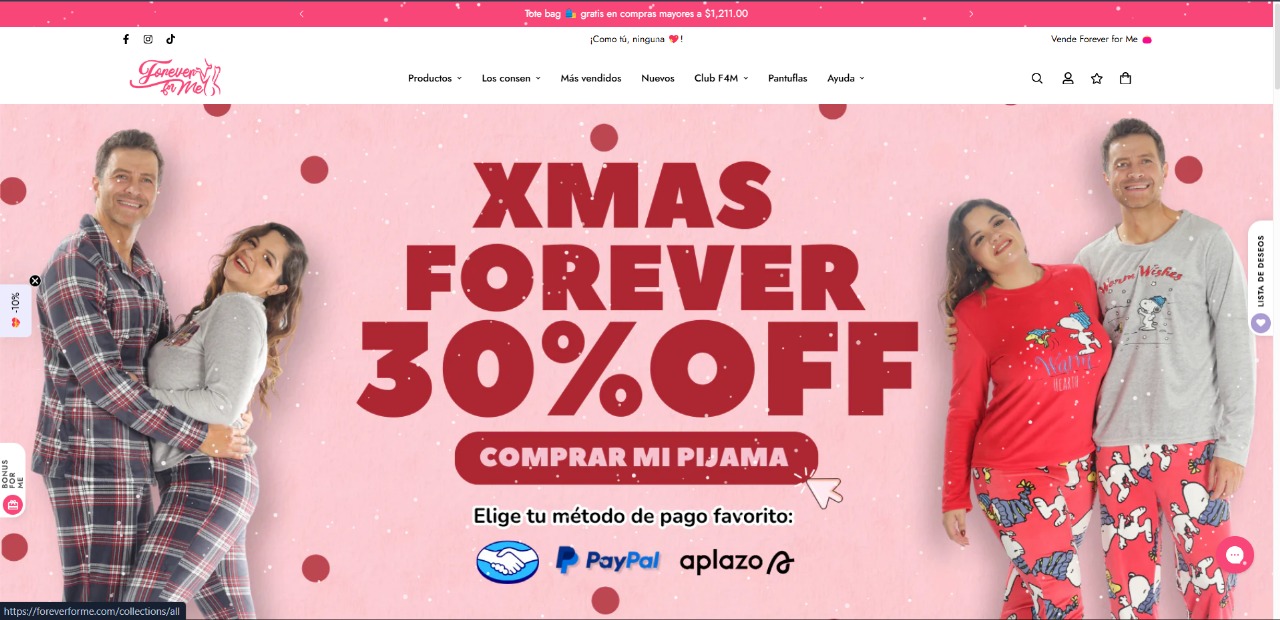 Tote bag 🛍️ gratis en compras mayores a $1,211.00
¡Como tú, ninguna 💖!
Vende Forever for Me 👛
Forever for Me
Productos
Los consen
Más vendidos
Nuevos
Club F4M
Pantuflas
Ayuda
XMAS
FOREVER
30%OFF
COMPRAR MI PIJAMA
Elige tu método de pago favorito:
PayPal
aplazo
-10%
BONUS
FOR
ME
LISTA DE DESEOS
Warm
HEARTH
Warm Wishes
https://foreverforme.com/collections/all